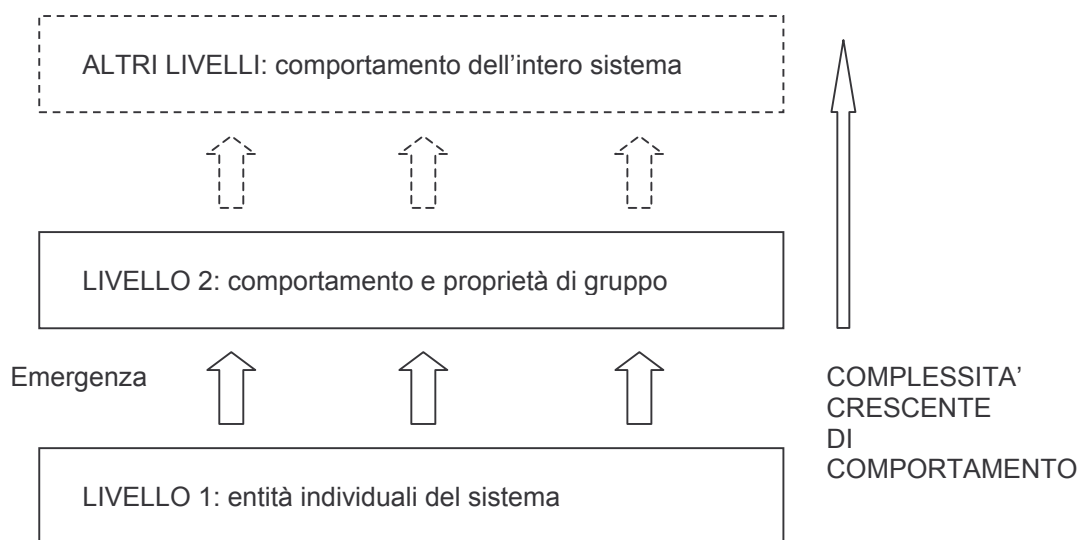 ALTRI LIVELLI: comportamento dell’intero sistema
LIVELLO 2: comportamento e proprietà di gruppo
Emergenza
COMPLESSITA’
CRESCENTE
DI
COMPORTAMENTO
LIVELLO 1: entità individuali del sistema